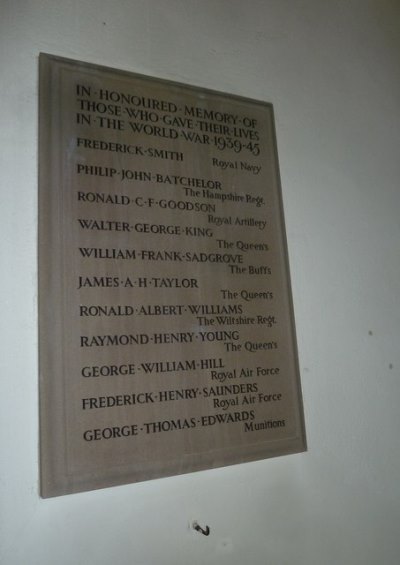 IN·HONOURED·MEMORY·OF
THOSE·WHO·GAVE·THEIR·LIVES
IN·THE·WORLD·WAR·1939-45
FREDERICK·SMITH
Royal Navy
PHILIP·JOHN·BATCHELOR
The Hampshire Regt.
RONALD·C·F·GOODSON
Royal Artillery
WALTER·GEORGE·KING
The Queen's
WILLIAM·FRANK·SADGROVE
The Buffs
JAMES·A·H·TAYLOR
The Queen's
RONALD·ALBERT·WILLIAMS
The Wiltshire Regt.
RAYMOND·HENRY·YOUNG
The Queen's
GEORGE·WILLIAM·HILL
Royal Air Force
FREDERICK·HENRY·SAUNDERS
Royal Air Force
GEORGE·THOMAS·EDWARDS
Munitions